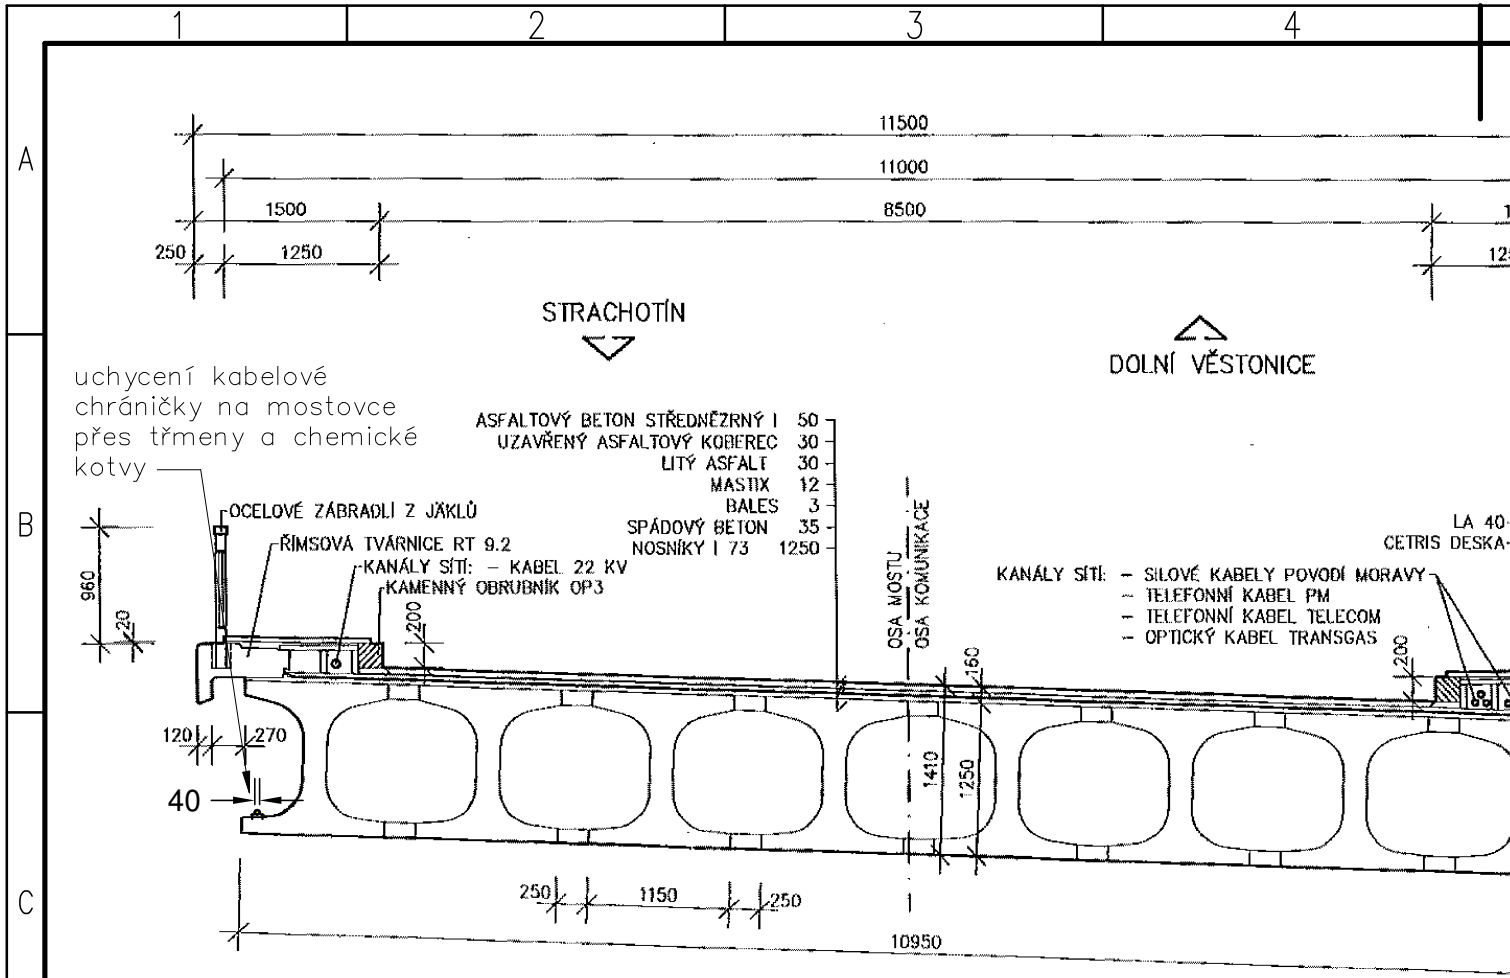 1 2 3 4
A
11500
11000
1500 8500
250 1250
STRACHOTÍN
DOLNÍ VĚSTONICE
uchycení kabelové
chráničky na mostovce
přes třmeny a chemické
kotvy
ASFALTOVÝ BETON STŘEDNĚZRNÝ I 50
UZAVŘENÝ ASFALTOVÝ KOBEREC 30
LITÝ ASFALT 30
MASTIX 12
BALES 3
SPÁDOVÝ BETON 35
NOSNÍKY I 73 1250
B
OCELOVÉ ZÁBRADLÍ Z JÄKLŮ
ŘÍMSOVÁ TVÁRNICE RT 9.2
KANÁLY SÍTÍ: – KABEL 22 KV
KAMENNÝ OBRUBNÍK OP3
OSA MOSTU
OSA KOMUNIKACE
LA 40
CETRIS DESKA
KANÁLY SÍTÍ: – SILOVÉ KABELY POVODÍ MORAVY
– TELEFONNÍ KABEL PM
– TELEFONNÍ KABEL TELECOM
– OPTICKÝ KABEL TRANSGAS
960
20
200
160
200
120 270
1410
1250
40
C
250 1150 250
10950